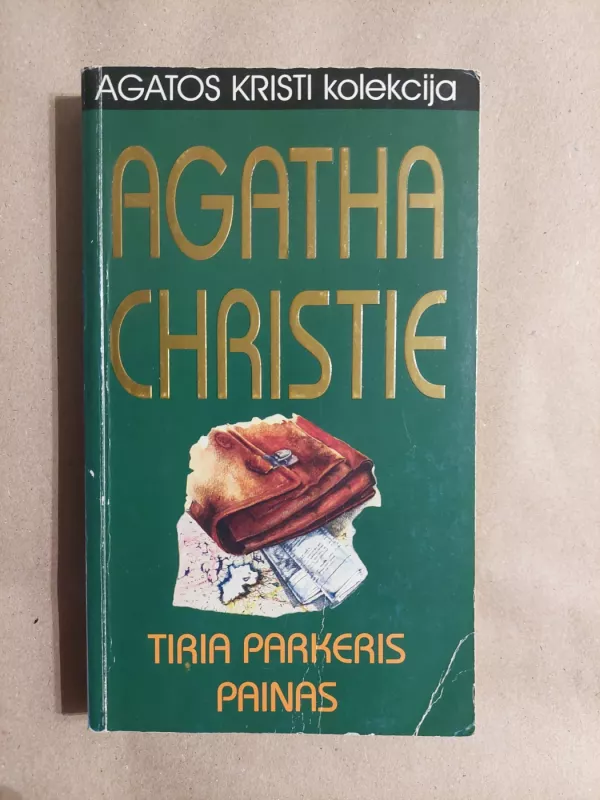 AGATOS KRISTI kolekcija
AGATHA
CHRISTIE
TIRIA PARKERIS
PAINAS